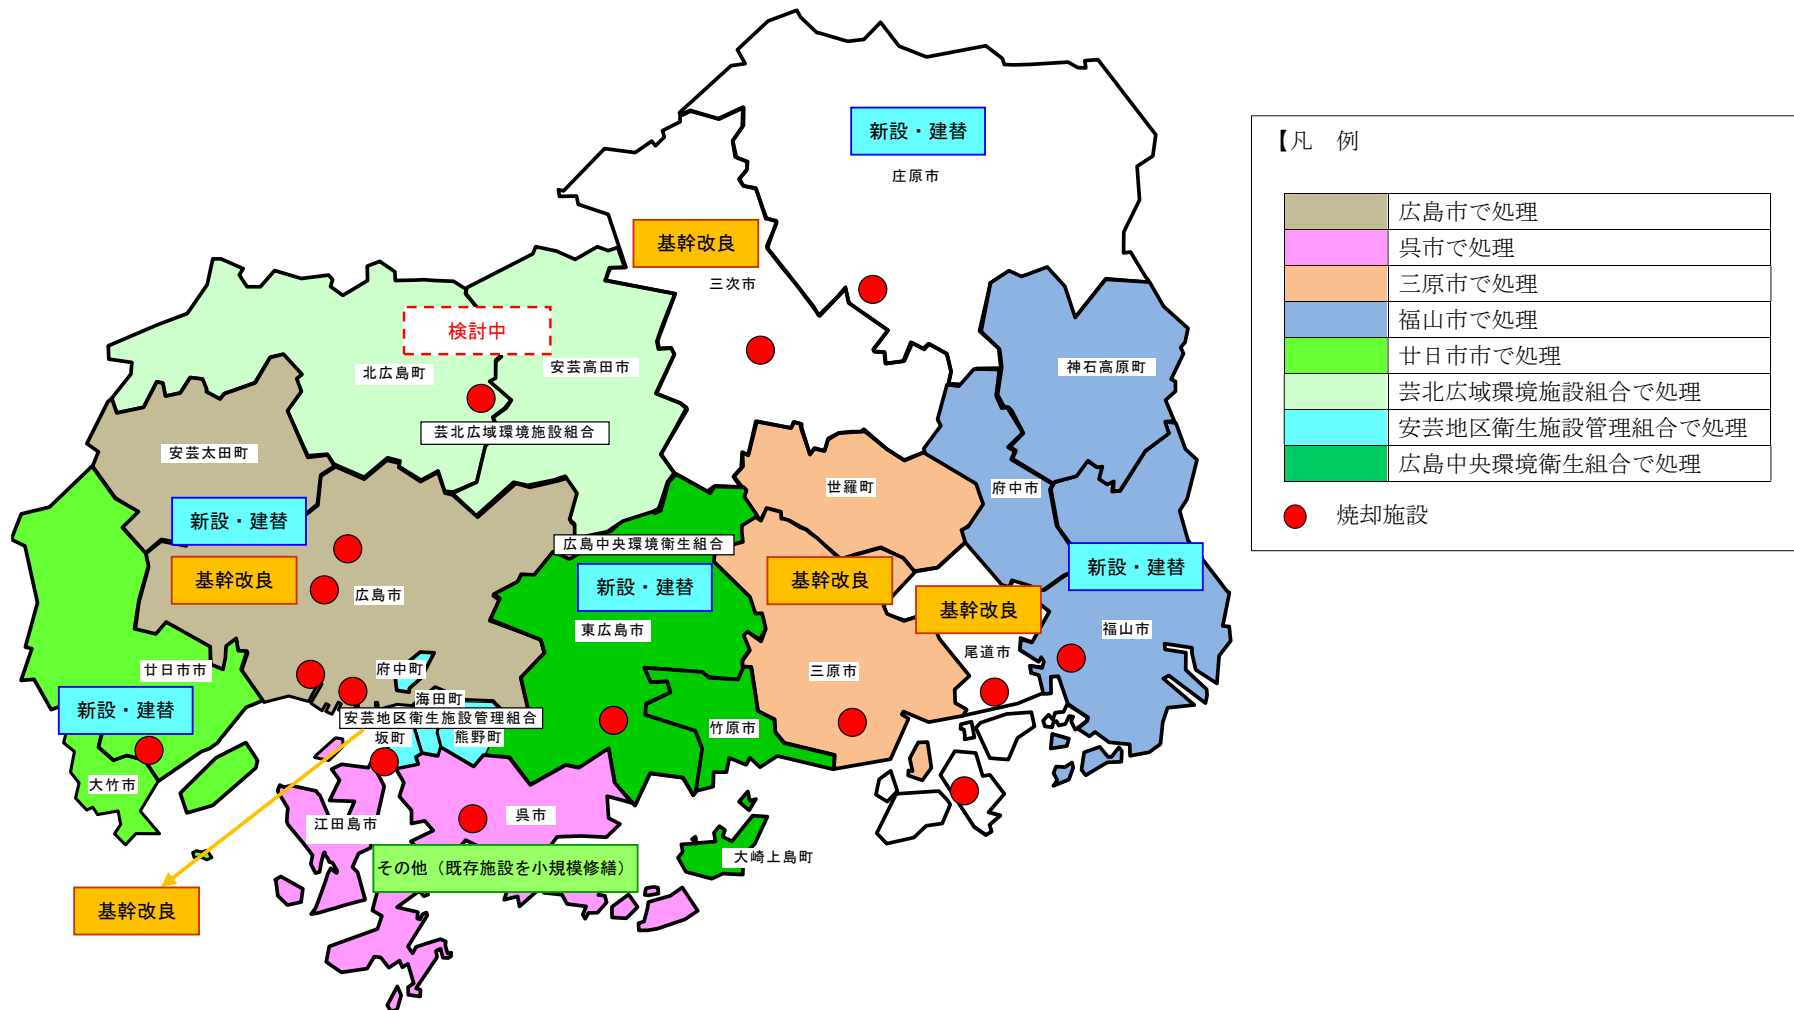 新設・建替
庄原市
基幹改良
三次市
検討中
北広島町
安芸高田市
芸北広域環境施設組合
神石高原町
安芸太田町
世羅町
府中市
新設・建替
基幹改良
広島市
広島中央環境衛生組合
新設・建替
東広島市
基幹改良
三原市
基幹改良
尾道市
新設・建替
福山市
廿日市市
新設・建替
大竹市
府中町
海田町
安芸地区衛生施設管理組合
坂町
熊野町
竹原市
江田島市
呉市
その他（既存施設を小規模修繕）
大崎上島町
基幹改良
【凡　例
広島市で処理
呉市で処理
三原市で処理
福山市で処理
廿日市市で処理
芸北広域環境施設組合で処理
安芸地区衛生施設管理組合で処理
広島中央環境衛生組合で処理
焼却施設